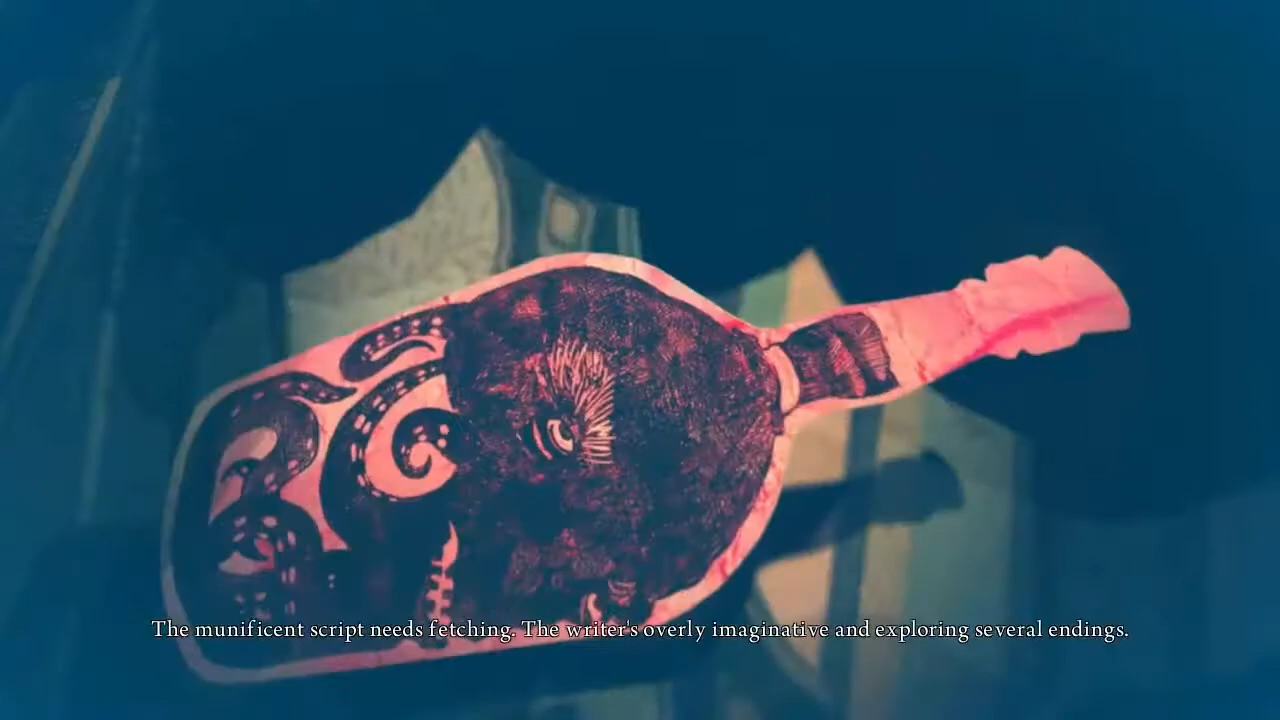 The munificent script needs fetching. The writer's overly imaginative and exploring several endings.